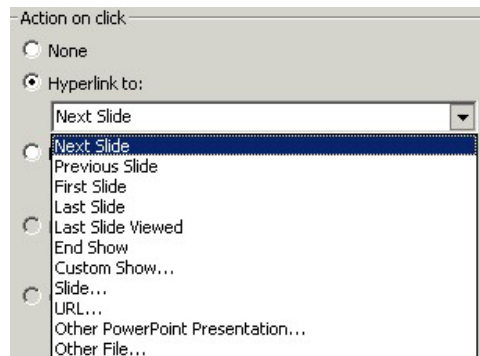 Action on click
None
Hyperlink to:
Next Slide
Next Slide
Previous Slide
First Slide
Last Slide
Last Slide Viewed
End Show
Custom Show...
Slide...
URL...
Other PowerPoint Presentation...
Other File...